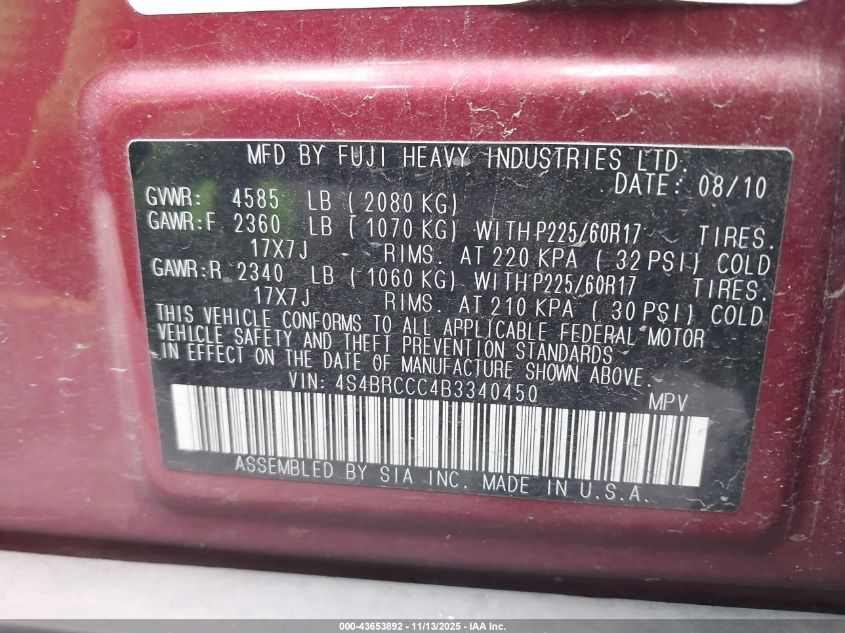 MFD BY FUJI HEAVY INDUSTRIES LTD.
DATE: 08/10
GVWR: 4585 LB ( 2080 KG)
GAWR:F 2360 LB ( 1070 KG) WITHP225/60R17 TIRES.
17X7J RIMS. AT 220 KPA ( 32 PSI) COLD
GAWR:R 2340 LB ( 1060 KG) WITHP225/60R17 TIRES.
17X7J RIMS. AT 210 KPA ( 30 PSI) COLD
THIS VEHICLE CONFORMS TO ALL APPLICABLE FEDERAL MOTOR
VEHICLE SAFETY AND THEFT PREVENTION STANDARDS
IN EFFECT ON THE DATE OF MANUFACTURE SHOWN ABOVE.
VIN: 4S4BRCCC4B3340450 MPV
ASSEMBLED BY SIA INC. MADE IN U.S.A.
000-43653892 - 11/13/2025 - IAA Inc.